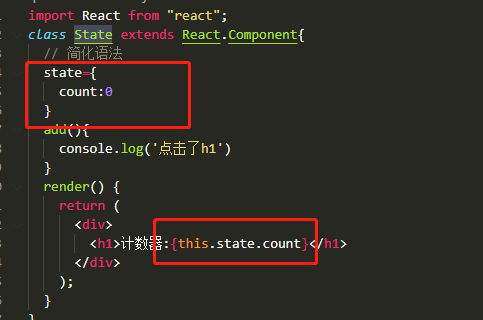 import React from "react";
class State extends React.Component{
// 简化语法
state={
count:0
}
add(){
console.log('点击了h1')
}
render() {
return (
<div>
<h1>计数器:{this.state.count}</h1>
</div>
);
}